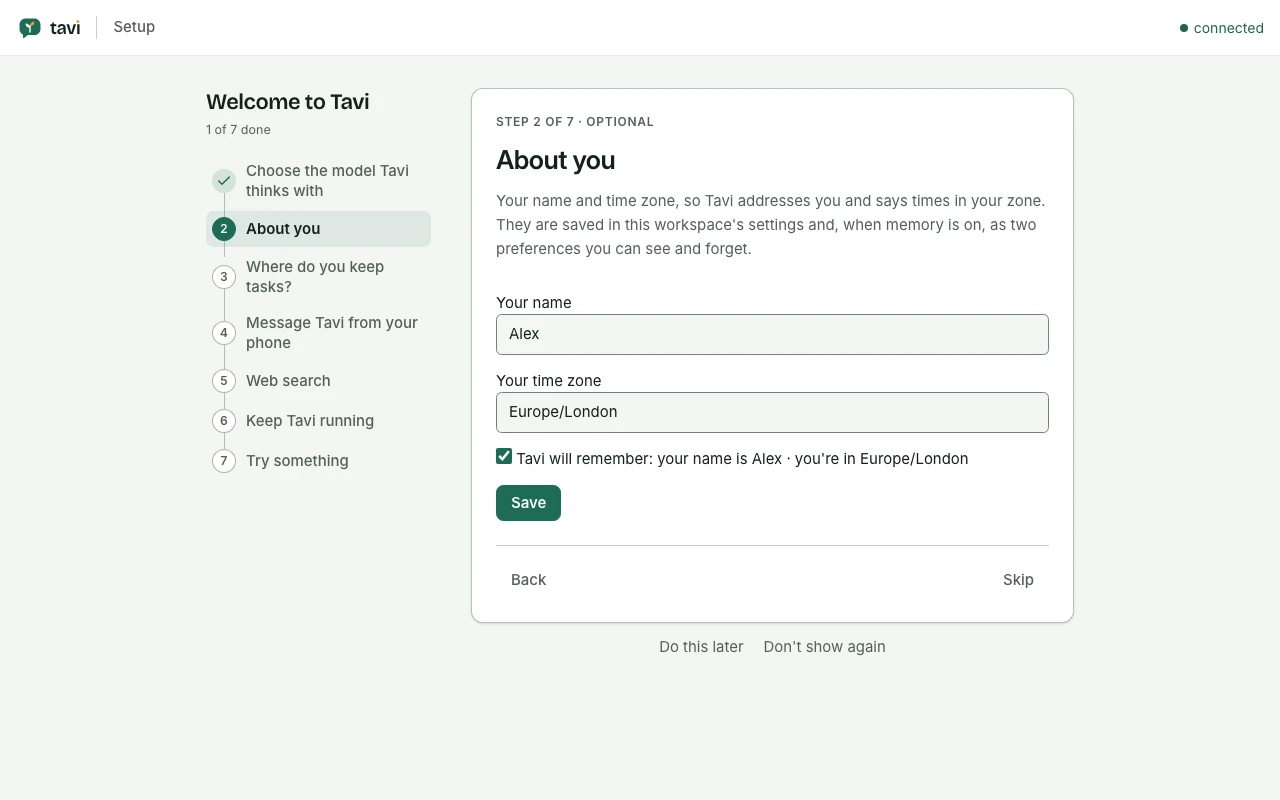 tavi
Setup
connected
Welcome to Tavi
1 of 7 done
Choose the model Tavi
thinks with
2
About you
3
Where do you keep
tasks?
4
Message Tavi from your
phone
5
Web search
6
Keep Tavi running
7
Try something
STEP 2 OF 7 · OPTIONAL
About you
Your name and time zone, so Tavi addresses you and says times in your zone.
They are saved in this workspace's settings and, when memory is on, as two
preferences you can see and forget.
Your name
Alex
Your time zone
Europe/London
Tavi will remember: your name is Alex · you're in Europe/London
Save
Back
Skip
Do this later
Don't show again